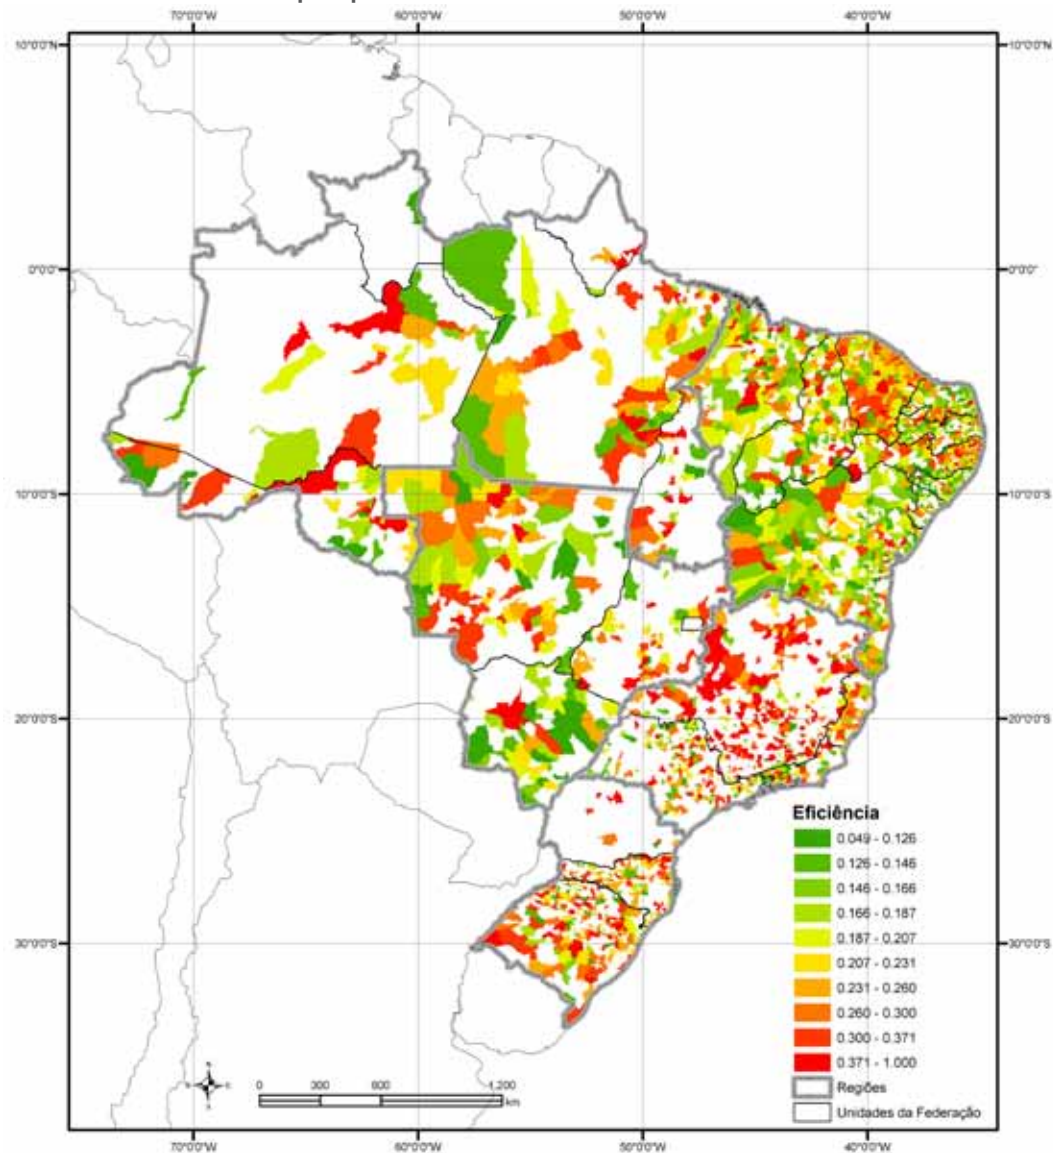 70°0'0"W 60°0'0"W 50°0'0"W 40°0'0"W
10°0'0"N 10°0'0"N
0°0'0" 0°0'0"
10°0'0"S 10°0'0"S
20°0'0"S 20°0'0"S
30°0'0"S 30°0'0"S
Eficiência
0.049 - 0.126
0.126 - 0.146
0.146 - 0.166
0.166 - 0.187
0.187 - 0.207
0.207 - 0.231
0.231 - 0.260
0.260 - 0.300
0.300 - 0.371
0.371 - 1.000
Regiões
Unidades da Federação
0 300 600 1.200
km
70°0'0"W 60°0'0"W 50°0'0"W 40°0'0"W